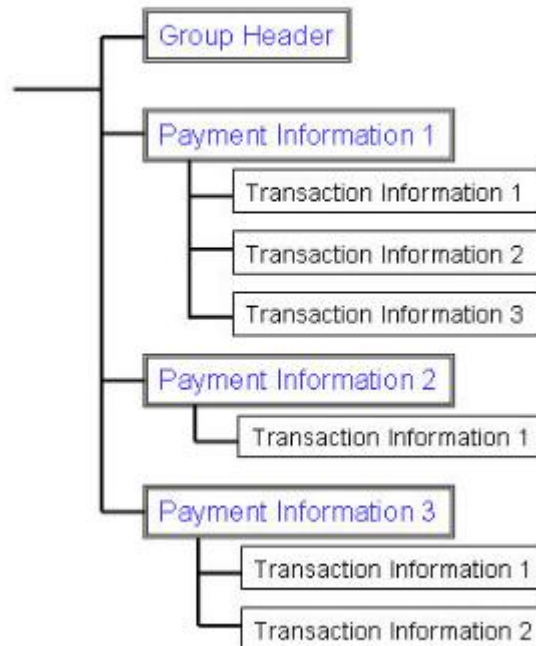 Group Header
Payment Information 1
Transaction Information 1
Transaction Information 2
Transaction Information 3
Payment Information 2
Transaction Information 1
Payment Information 3
Transaction Information 1
Transaction Information 2